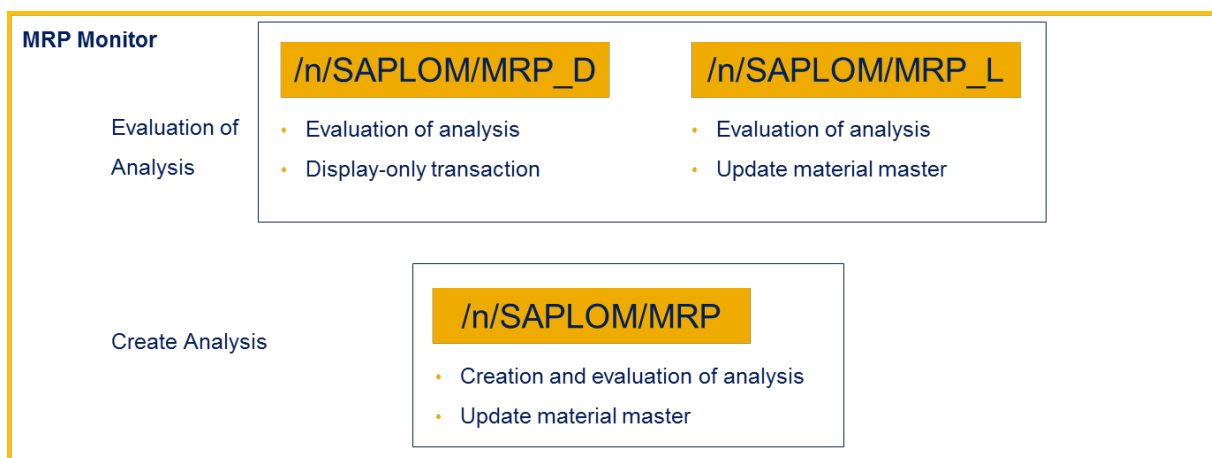 MRP Monitor
/n/SAPLOM/MRP_D
/n/SAPLOM/MRP_L
Evaluation of
Analysis
• Evaluation of analysis
• Display-only transaction
• Evaluation of analysis
• Update material master
/n/SAPLOM/MRP
Create Analysis
• Creation and evaluation of analysis
• Update material master